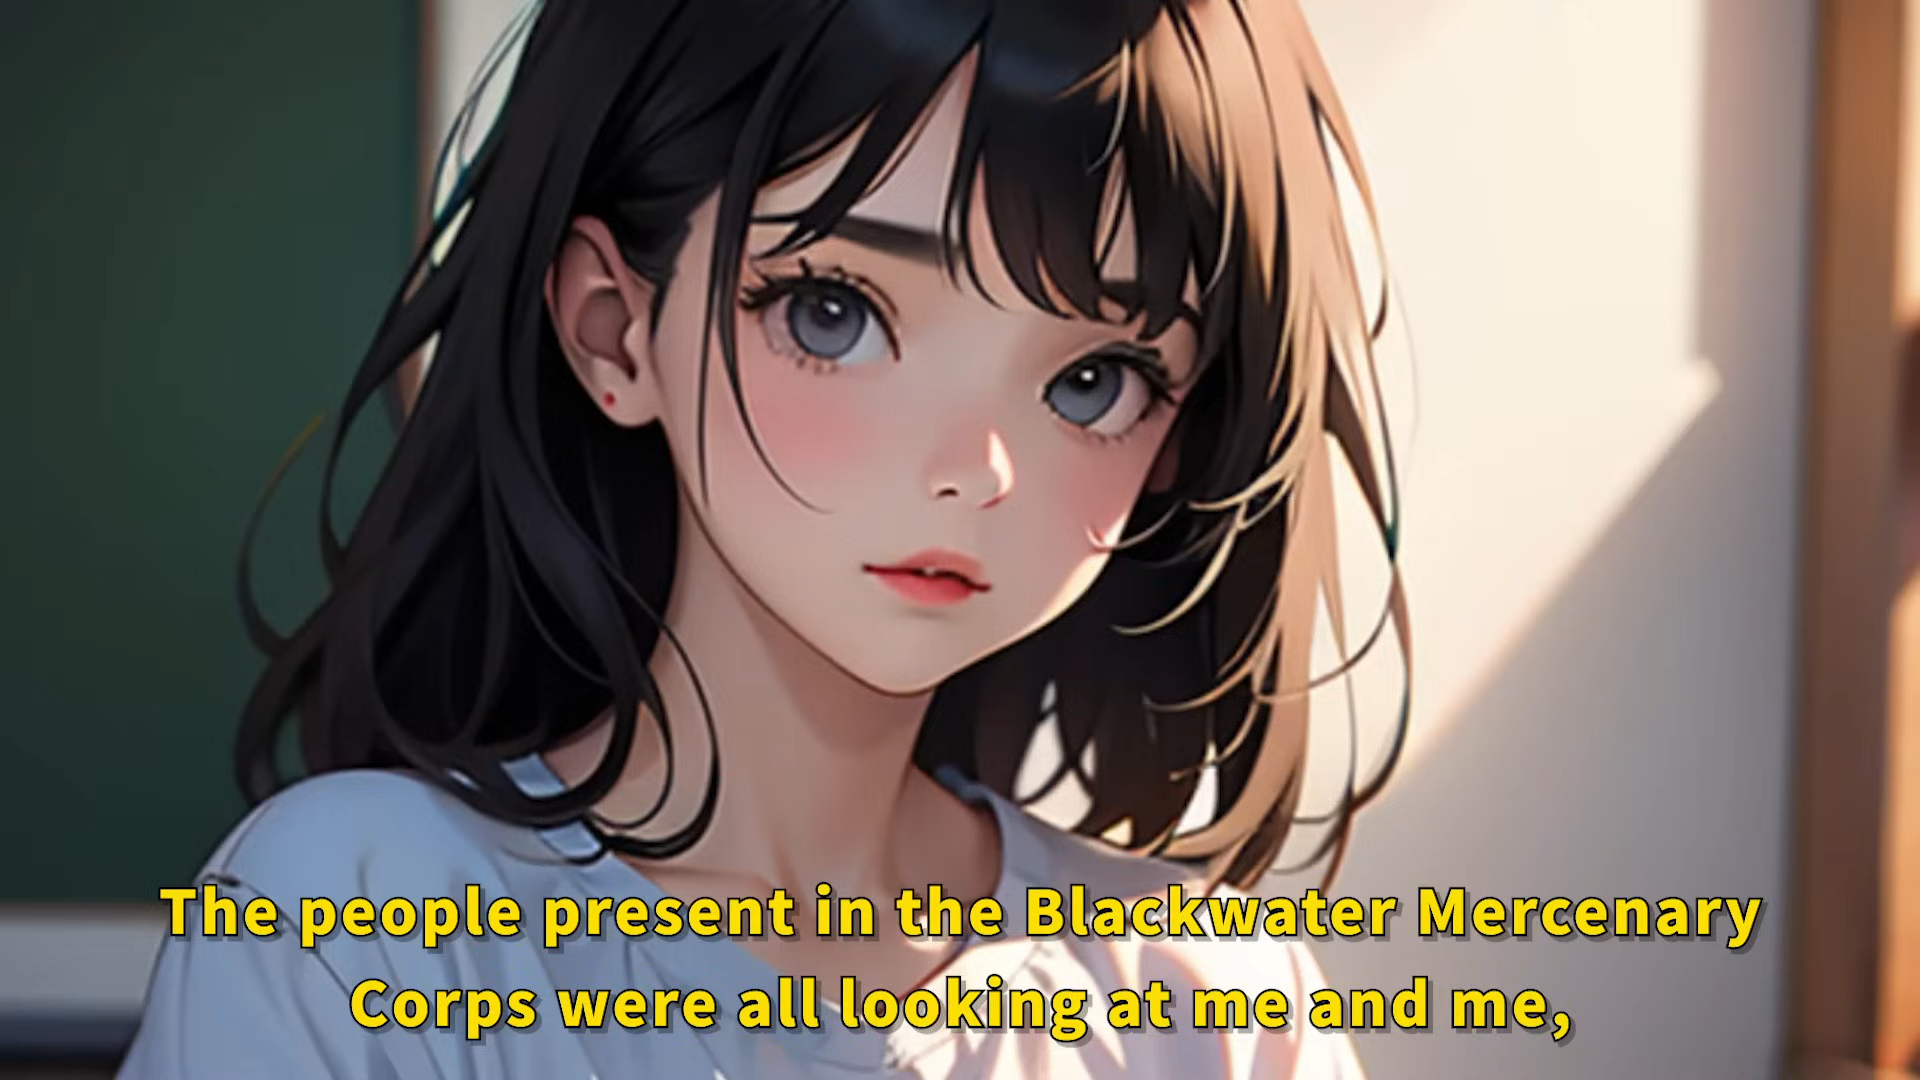 The people present in the Blackwater Mercenary
Corps were all looking at me and me,